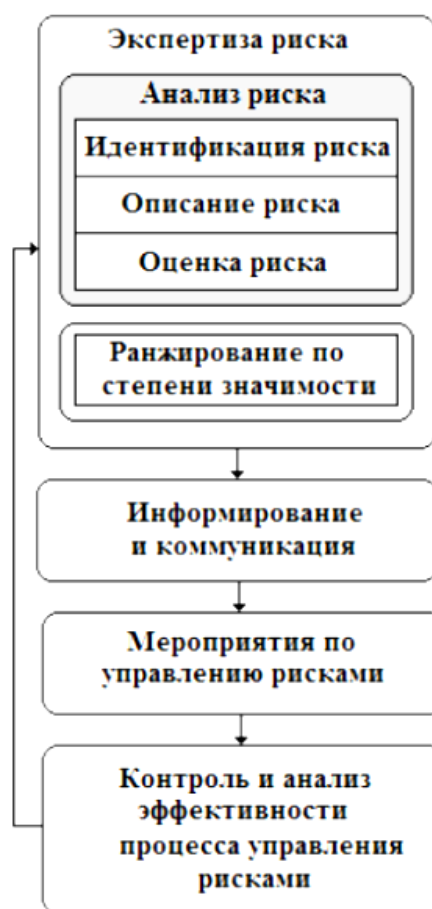 Экспертиза риска
Анализ риска
Идентификация риска
Описание риска
Оценка риска
Ранжирование по
степени значимости
Информирование
и коммуникация
Мероприятия по
управлению рисками
Контроль и анализ
эффективности
процесса управления
рисками